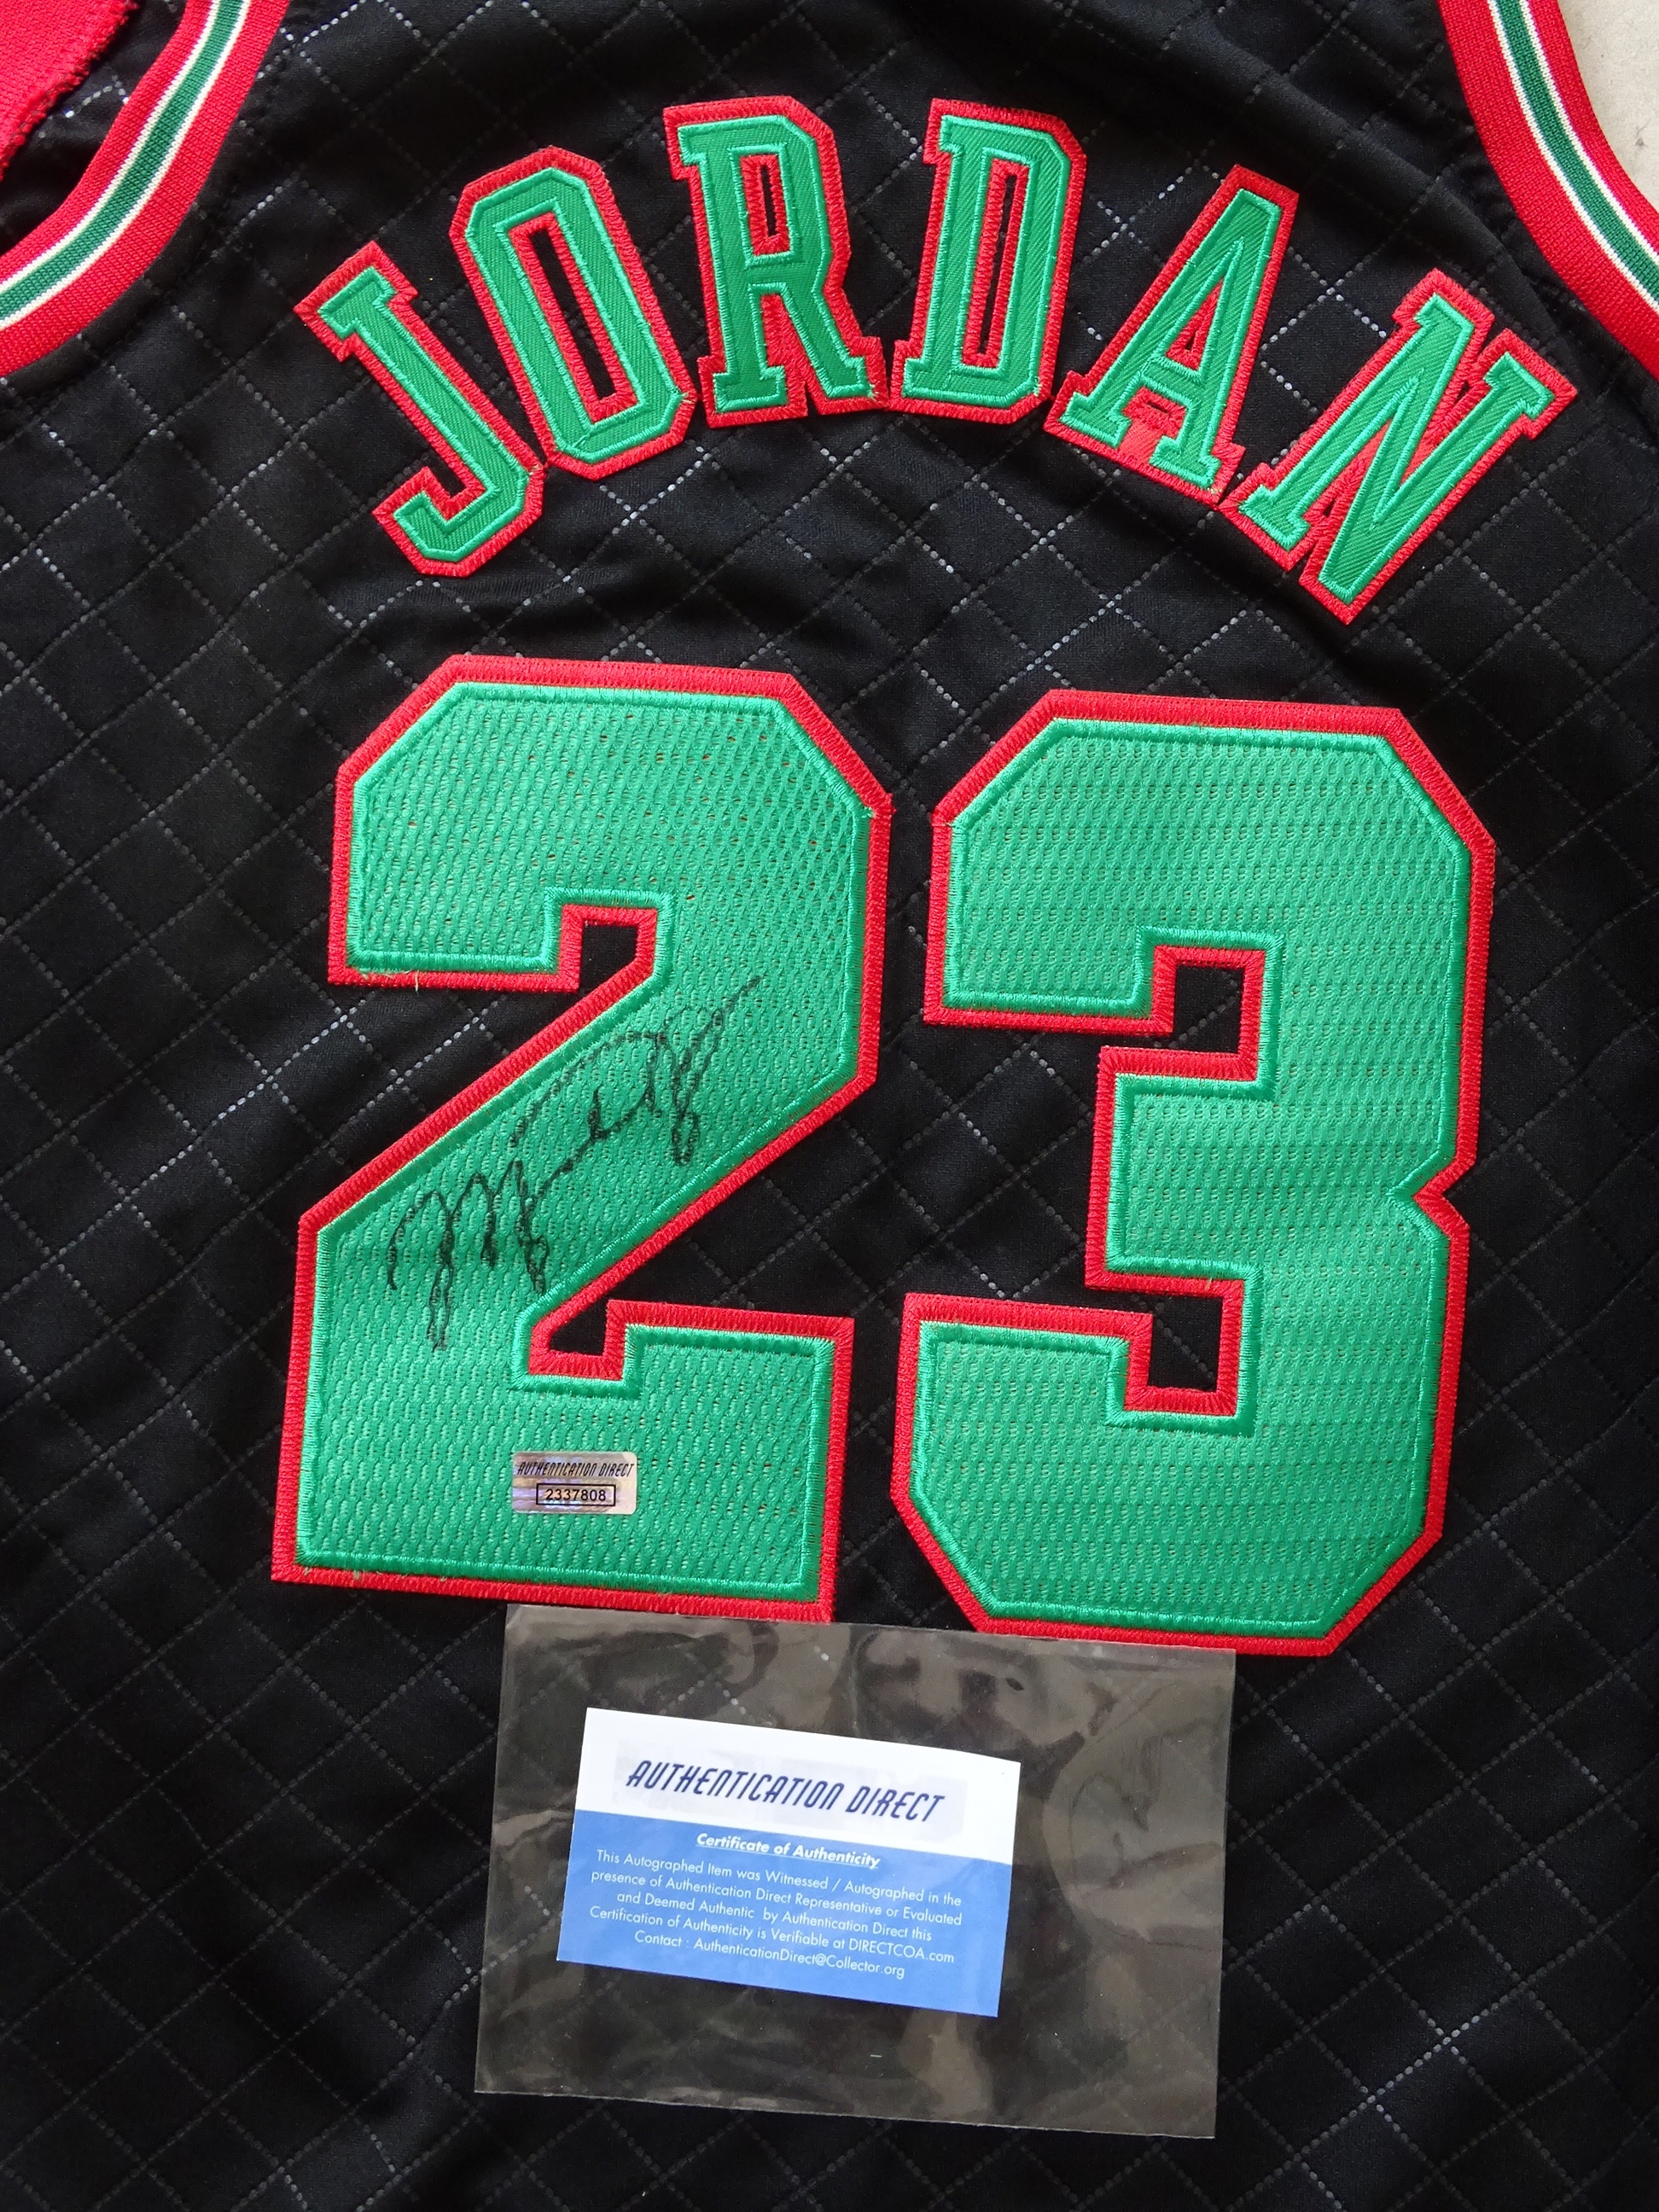 JORDAN
23
AUTHENTICATION DIRECT
2337808
AUTHENTICATION DIRECT
Certificate of Authenticity
This Autographed Item was Witnessed / Autographed in the
presence of Authentication Direct Representative or Evaluated
and Deemed Authentic by Authentication Direct this
Certification of Authenticity is Verifiable at DIRECTCOA.com
Contact : AuthenticationDirect@Collector.org